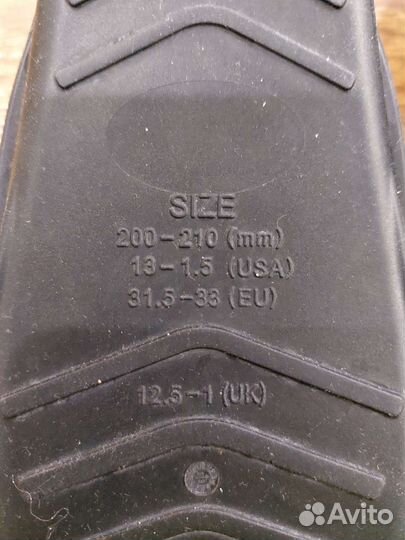 SIZE
200-210 (mm)
13-1.5 (USA)
31.5-33 (EU)
12.5-1 (UK)
Avito